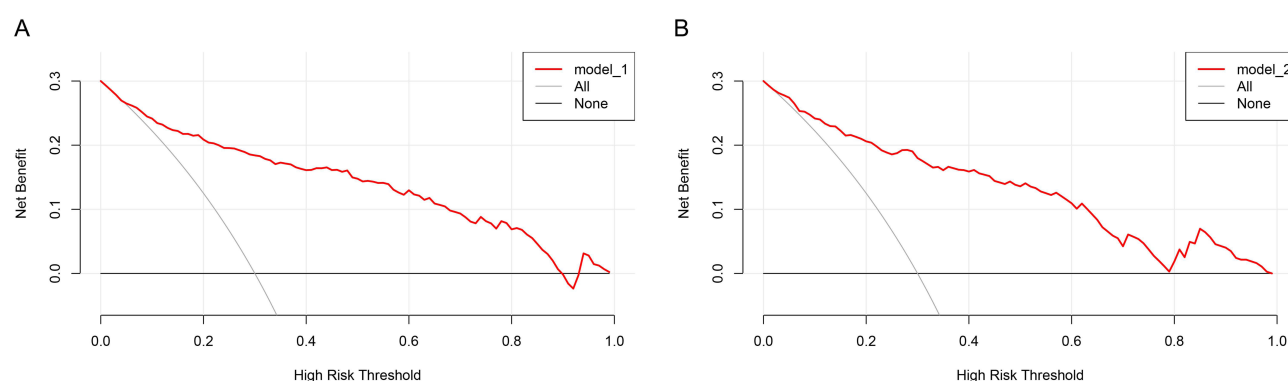 A
model_1
All
None
Net Benefit
0.3
0.2
0.1
0.0
0.0 0.2 0.4 0.6 0.8 1.0
High Risk Threshold
B
model_2
All
None
Net Benefit
0.3
0.2
0.1
0.0
0.0 0.2 0.4 0.6 0.8 1.0
High Risk Threshold